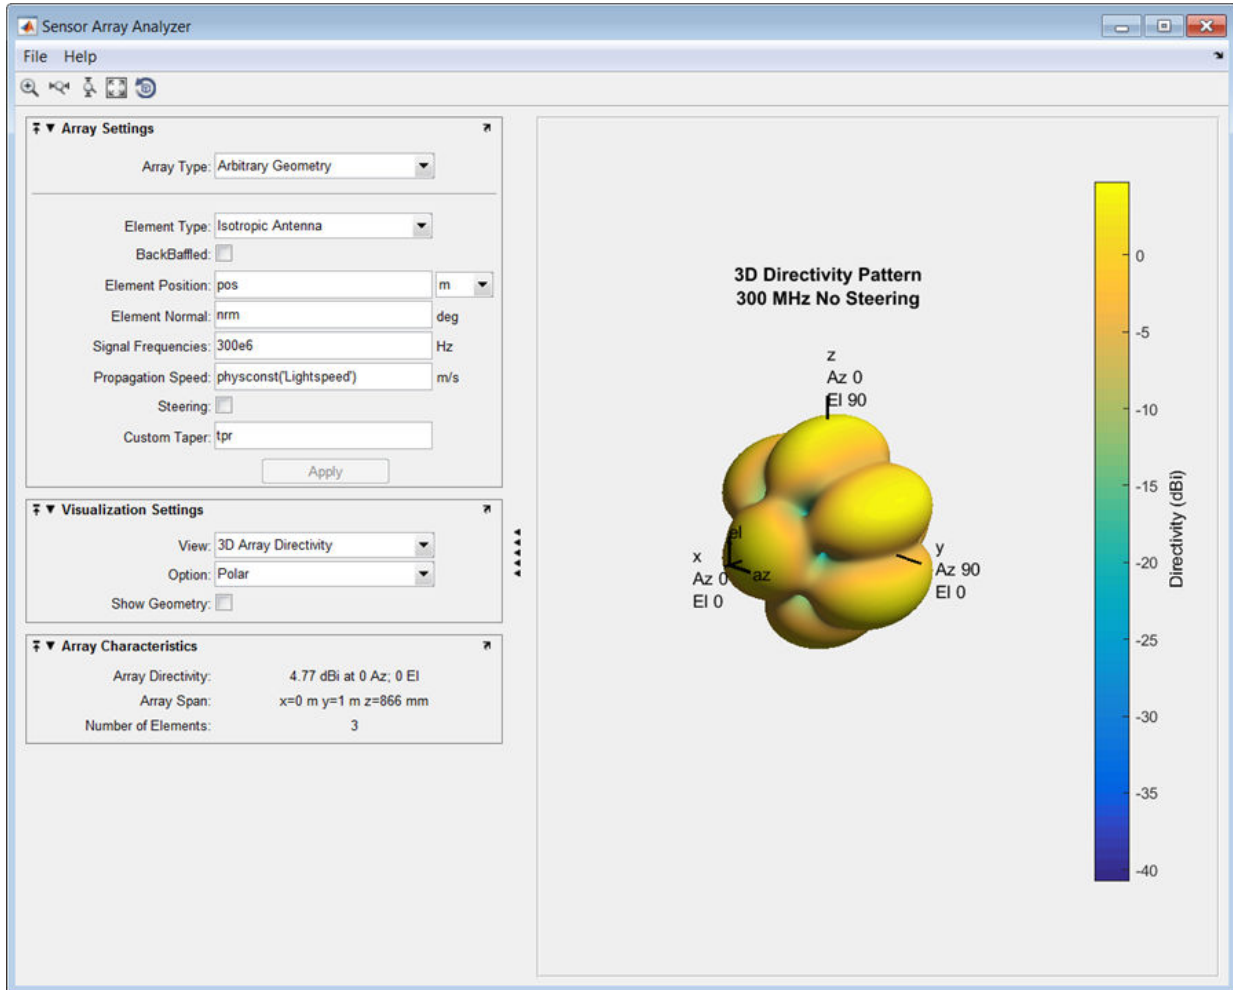 Sensor Array Analyzer
File Help
Array Settings
Array Type: Arbitrary Geometry
Element Type: Isotropic Antenna
BackBaffled:
Element Position: pos m
Element Normal: nrm deg
Signal Frequencies: 300e6 Hz
Propagation Speed: physconst('Lightspeed') m/s
Steering:
Custom Taper: tpr
Apply
Visualization Settings
View: 3D Array Directivity
Option: Polar
Show Geometry:
Array Characteristics
Array Directivity: 4.77 dBi at 0 Az; 0 El
Array Span: x=0 m y=1 m z=866 mm
Number of Elements: 3
3D Directivity Pattern
300 MHz No Steering
z
Az 0
El 90
el
az
x
Az 0
El 0
y
Az 90
El 0
0
-5
-10
-15
-20
-25
-30
-35
-40
Directivity (dBi)